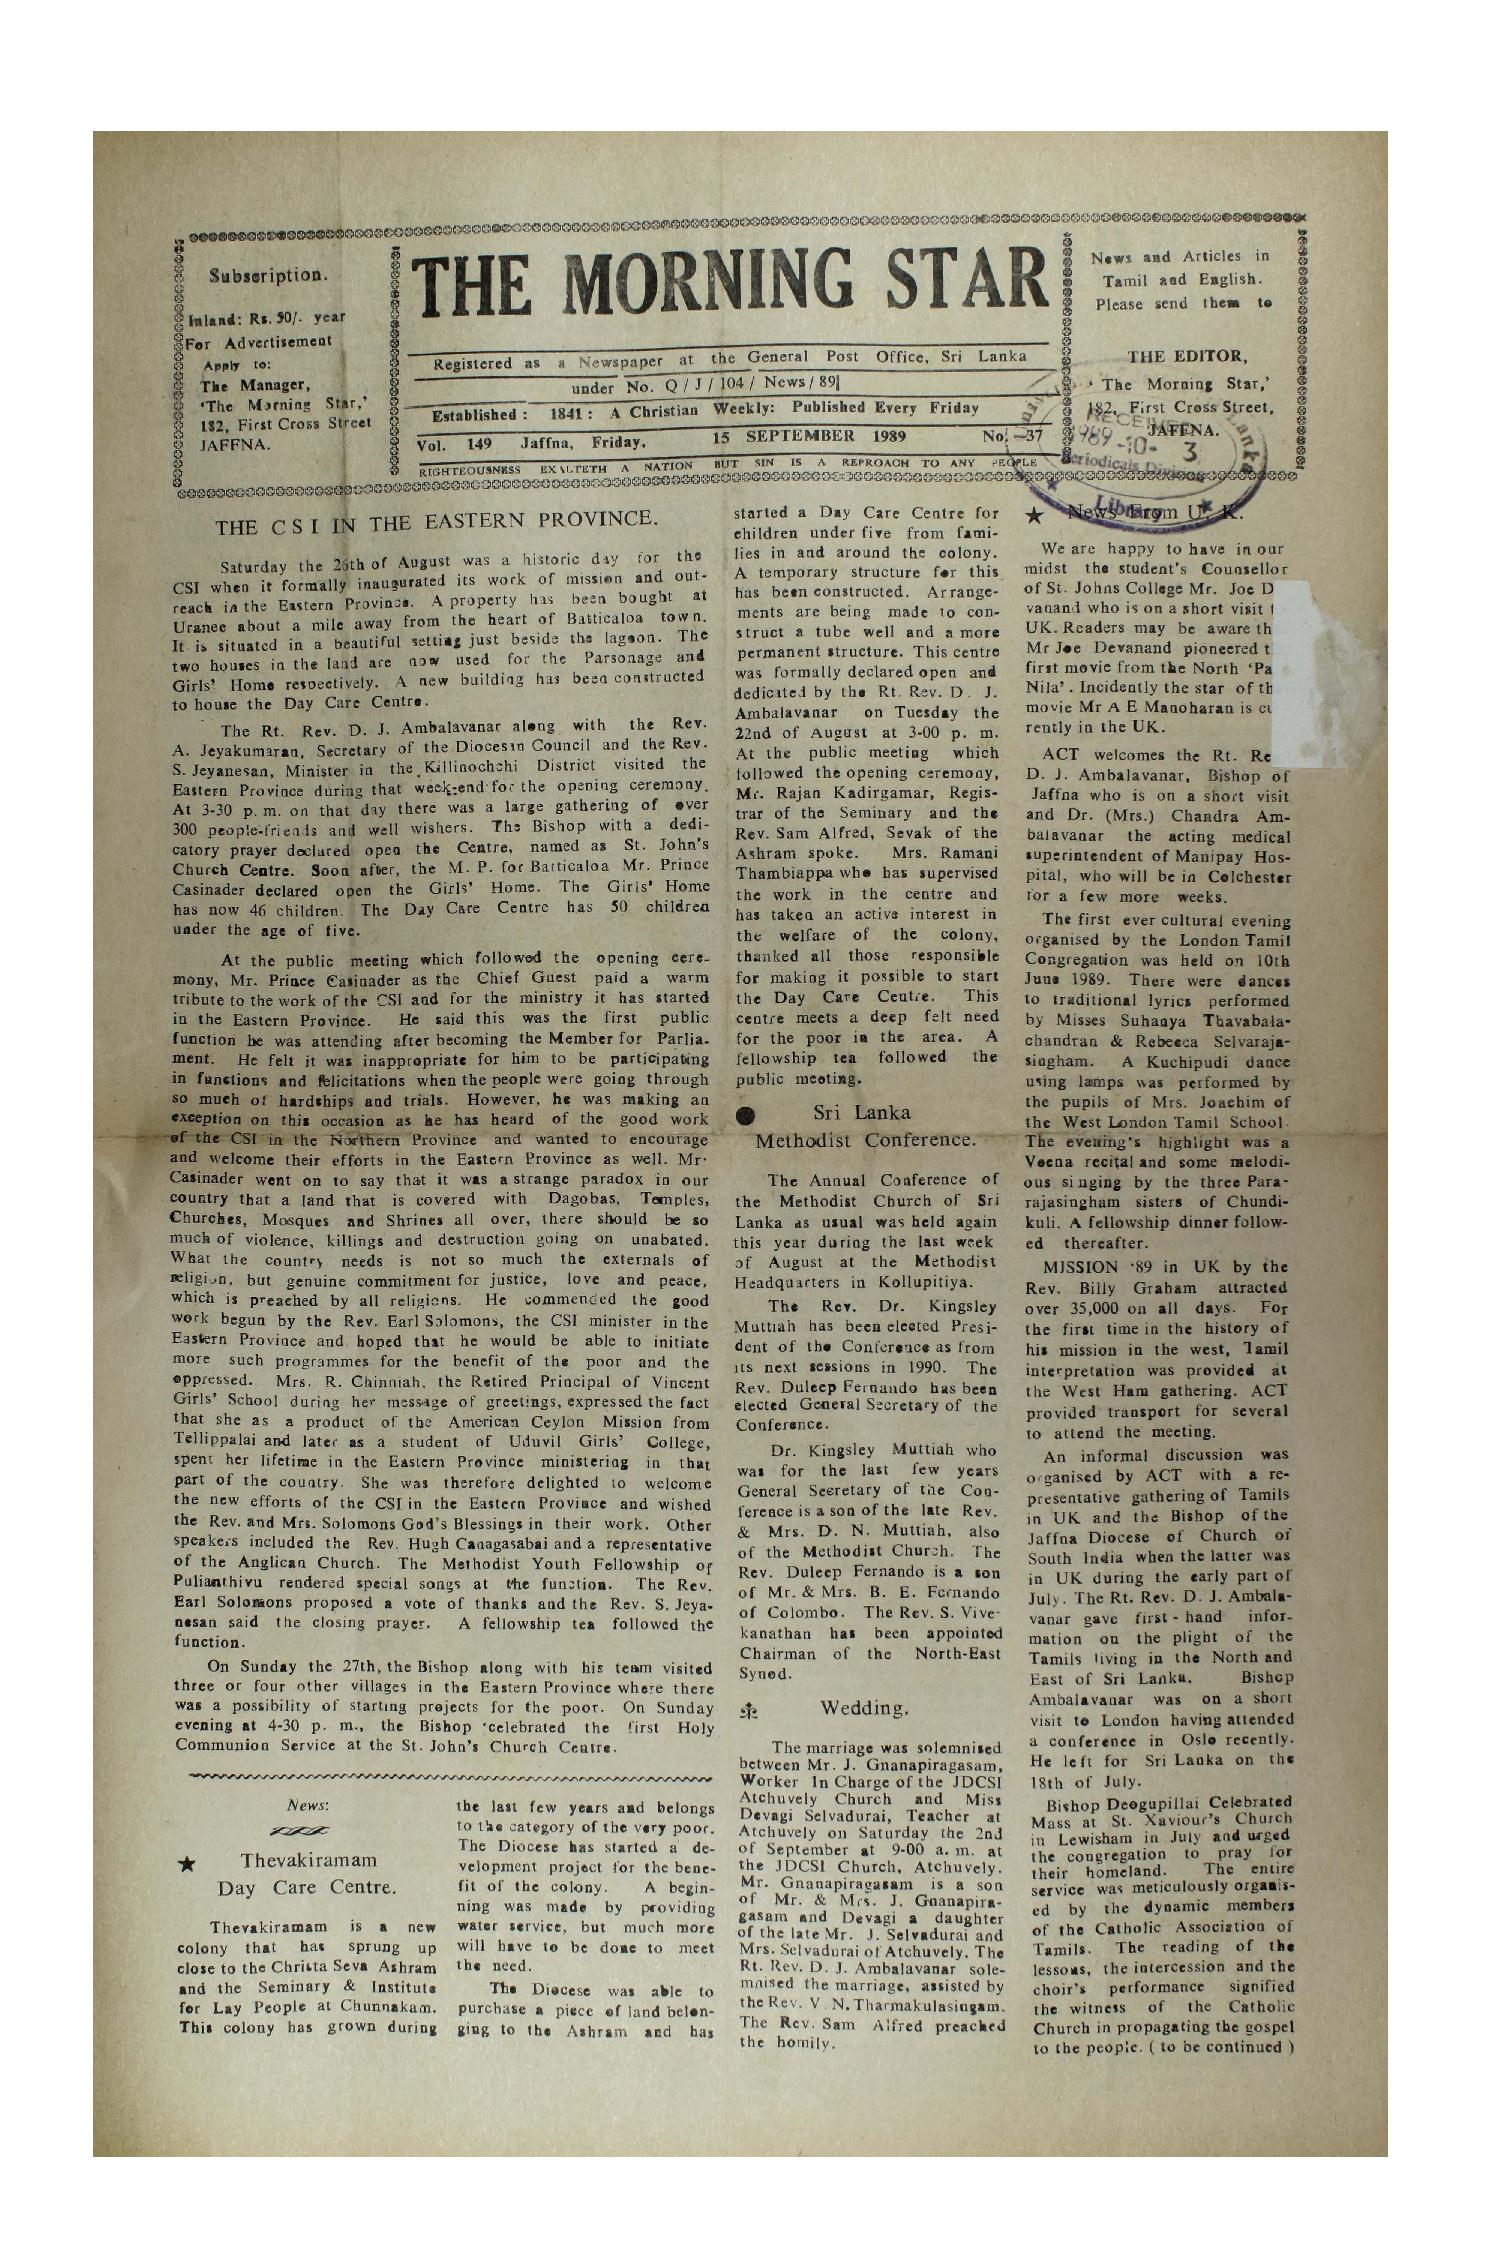 Subscription.
Inland: Rs. 50/. year
For Advertisement
Apply to:
The Manager,
'The Morning Star,'
182, First Cross Street
JAFFNA.
THE MORNING STAR
Registered as a Newspaper at the General Post Office, Sri Lanka
under No. Q / J / 104 / News / 89
Established : 1841 : A Christian Weekly: Published Every Friday
Vol. 149 Jaffna, Friday, 15 SEPTEMBER 1989 No. —37
RIGHTEOUSNESS EXALTETH A NATION BUT SIN IS A REPROACH TO ANY PEOPLE
News and Articles in
Tamil and English.
Please send them to
THE EDITOR,
' The Morning Star,'
182, First Cross Street,
JAFFNA.
RECEIVED
1989 -10- 3
Periodicals Division
Library
THE C S I IN THE EASTERN PROVINCE.
Saturday the 26th of August was a historic day for the
CSI when it formally inaugurated its work of mission and out-
reach in the Eastern Province. A property has been bought at
Uranee about a mile away from the heart of Batticaloa town.
It is situated in a beautiful setting just beside the lagoon. The
two houses in the land are now used for the Parsonage and
Girls' Home respectively. A new building has been constructed
to house the Day Care Centre.
The Rt. Rev. D. J. Ambalavanar along with the Rev.
A. Jeyakumaran, Secretary of the Diocesan Council and the Rev.
S. Jeyanesan, Minister in the Killinochchi District visited the
Eastern Province during that week-end for the opening ceremony.
At 3-30 p. m. on that day there was a large gathering of over
300 people-friends and well wishers. The Bishop with a dedi-
catory prayer declared open the Centre, named as St. John's
Church Centre. Soon after, the M. P. for Batticaloa Mr. Prince
Casinader declared open the Girls' Home. The Girls' Home
has now 46 children. The Day Care Centre has 50 children
under the age of five.
At the public meeting which followed the opening cere-
mony, Mr. Prince Casinader as the Chief Guest paid a warm
tribute to the work of the CSI and for the ministry it has started
in the Eastern Province. He said this was the first public
function he was attending after becoming the Member for Parlia-
ment. He felt it was inappropriate for him to be participating
in functions and felicitations when the people were going through
so much of hardships and trials. However, he was making an
exception on this occasion as he has heard of the good work
of the CSI in the Northern Province and wanted to encourage
and welcome their efforts in the Eastern Province as well. Mr.
Casinader went on to say that it was a strange paradox in our
country that a land that is covered with Dagobas, Temples,
Churches, Mosques and Shrines all over, there should be so
much of violence, killings and destruction going on unabated.
What the country needs is not so much the externals of
religion, but genuine commitment for justice, love and peace,
which is preached by all religions. He commended the good
work begun by the Rev. Earl Solomons, the CSI minister in the
Eastern Province and hoped that he would be able to initiate
more such programmes for the benefit of the poor and the
oppressed. Mrs. R. Chinniah, the Retired Principal of Vincent
Girls' School during her message of greetings, expressed the fact
that she as a product of the American Ceylon Mission from
Tellippalai and later as a student of Uduvil Girls' College,
spent her lifetime in the Eastern Province ministering in that
part of the country. She was therefore delighted to welcome
the new efforts of the CSI in the Eastern Province and wished
the Rev. and Mrs. Solomons God's Blessings in their work. Other
speakers included the Rev. Hugh Canagasabai and a representative
of the Anglican Church. The Methodist Youth Fellowship of
Pulianthivu rendered special songs at the function. The Rev.
Earl Solomons proposed a vote of thanks and the Rev. S. Jeya-
nesan said the closing prayer. A fellowship tea followed the
function.
On Sunday the 27th, the Bishop along with his team visited
three or four other villages in the Eastern Province where there
was a possibility of starting projects for the poor. On Sunday
evening at 4-30 p. m., the Bishop celebrated the first Holy
Communion Service at the St. John's Church Centre.
News:
★ Thevakiramam
Day Care Centre.
Thevakiramam is a new
colony that has sprung up
close to the Christa Seva Ashram
and the Seminary & Institute
for Lay People at Chunnakam.
This colony has grown during
the last few years and belongs
to the category of the very poor.
The Diocese has started a de-
velopment project for the bene-
fit of the colony. A begin-
ning was made by providing
water service, but much more
will have to be done to meet
the need.
The Diocese was able to
purchase a piece of land belon-
ging to the Ashram and has
started a Day Care Centre for
children under five from fami-
lies in and around the colony.
A temporary structure for this
has been constructed. Arrange-
ments are being made to con-
struct a tube well and a more
permanent structure. This centre
was formally declared open and
dedicated by the Rt. Rev. D. J.
Ambalavanar on Tuesday the
22nd of August at 3-00 p. m.
At the public meeting which
followed the opening ceremony,
Mr. Rajan Kadirgamar, Regis-
trar of the Seminary and the
Rev. Sam Alfred, Sevak of the
Ashram spoke. Mrs. Ramani
Thambiappa who has supervised
the work in the centre and
has taken an active interest in
the welfare of the colony,
thanked all those responsible
for making it possible to start
the Day Care Centre. This
centre meets a deep felt need
for the poor in the area. A
fellowship tea followed the
public meeting.
● Sri Lanka
Methodist Conference.
The Annual Conference of
the Methodist Church of Sri
Lanka as usual was held again
this year during the last week
of August at the Methodist
Headquarters in Kollupitiya.
The Rev. Dr. Kingsley
Muttiah has been elected Presi-
dent of the Conference as from
its next sessions in 1990. The
Rev. Duleep Fernando has been
elected General Secretary of the
Conference.
Dr. Kingsley Muttiah who
was for the last few years
General Secretary of the Con-
ference is a son of the late Rev.
& Mrs. D. N. Muttiah, also
of the Methodist Church. The
Rev. Duleep Fernando is a son
of Mr. & Mrs. B. E. Fernando
of Colombo. The Rev. S. Vive-
kanathan has been appointed
Chairman of the North-East
Synod.
Wedding.
The marriage was solemnised
between Mr. J. Gnanapiragasam,
Worker In Charge of the JDCSI
Atchuvely Church and Miss
Devagi Selvadurai, Teacher at
Atchuvely on Saturday the 2nd
of September at 9-00 a. m. at
the JDCSI Church, Atchuvely.
Mr. Gnanapiragasam is a son
of Mr. & Mrs. J. Gnanapira-
gasam and Devagi a daughter
of the late Mr. J. Selvadurai and
Mrs. Selvadurai of Atchuvely. The
Rt. Rev. D. J. Ambalavanar sole-
mnised the marriage, assisted by
the Rev. V. N. Tharmakulasingam.
The Rev. Sam Alfred preached
the homily.
★ News From U. K.
We are happy to have in our
midst the student's Counsellor
of St. Johns College Mr. Joe D
vanand who is on a short visit
UK. Readers may be aware th
Mr Joe Devanand pioneered t
first movie from the North 'Pa
Nila'. Incidently the star of th
movie Mr A E Manoharan is cu
rently in the UK.
ACT welcomes the Rt. Re
D. J. Ambalavanar, Bishop of
Jaffna who is on a short visit
and Dr. (Mrs.) Chandra Am-
balavanar the acting medical
superintendent of Manipay Hos-
pital, who will be in Colchester
for a few more weeks.
The first ever cultural evening
organised by the London Tamil
Congregation was held on 10th
June 1989. There were dances
to traditional lyrics performed
by Misses Suhanya Thavabala-
chandran & Rebecca Selvaraja-
singham. A Kuchipudi dance
using lamps was performed by
the pupils of Mrs. Joachim of
the West London Tamil School.
The evening's highlight was a
Veena recital and some melodi-
ous singing by the three Para-
rajasingham sisters of Chundi-
kuli. A fellowship dinner follow-
ed thereafter.
MISSION '89 in UK by the
Rev. Billy Graham attracted
over 35,000 on all days. For
the first time in the history of
his mission in the west, Tamil
interpretation was provided at
the West Ham gathering. ACT
provided transport for several
to attend the meeting.
An informal discussion was
organised by ACT with a re-
presentative gathering of Tamils
in UK and the Bishop of the
Jaffna Diocese of Church of
South India when the latter was
in UK during the early part of
July. The Rt. Rev. D. J. Ambala-
vanar gave first - hand infor-
mation on the plight of the
Tamils living in the North and
East of Sri Lanka. Bishop
Ambalavanar was on a short
visit to London having attended
a conference in Oslo recently.
He left for Sri Lanka on the
18th of July.
Bishop Deogupillai Celebrated
Mass at St. Xaviour's Church
in Lewisham in July and urged
the congregation to pray for
their homeland. The entire
service was meticulously organis-
ed by the dynamic members
of the Catholic Association of
Tamils. The reading of the
lessons, the intercession and the
choir's performance signified
the witness of the Catholic
Church in propagating the gospel
to the people. ( to be continued )